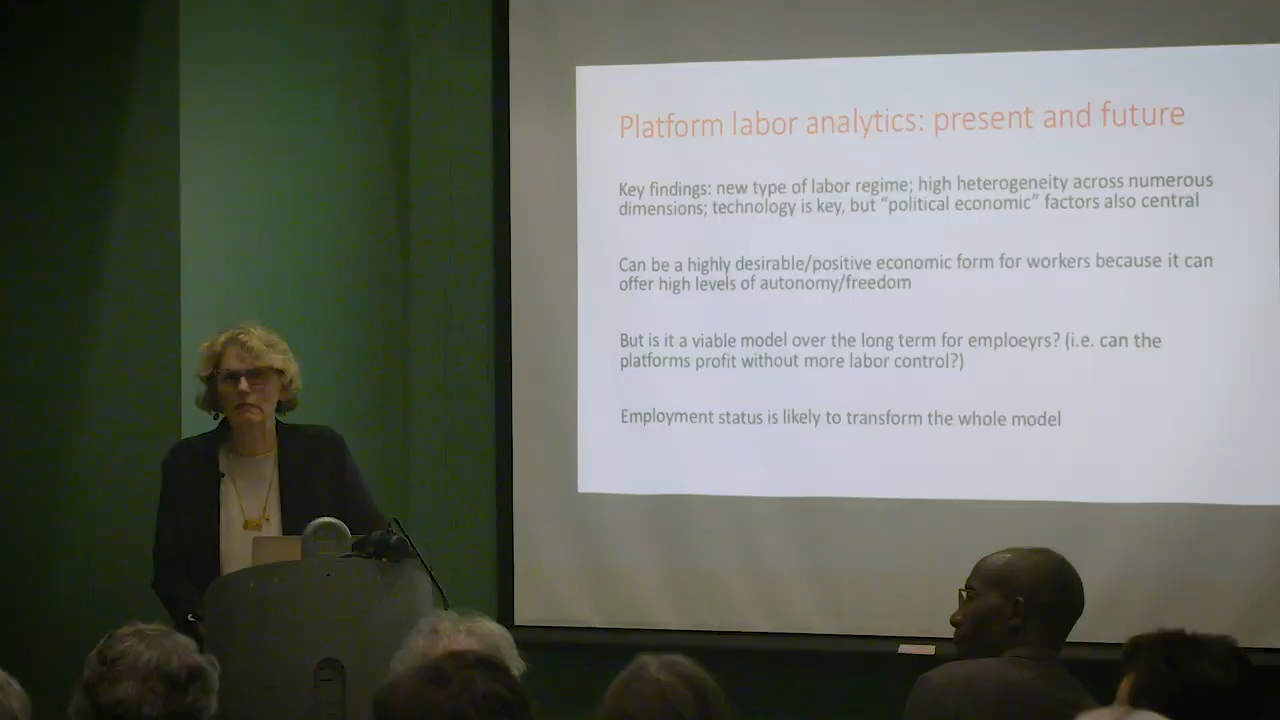 Platform labor analytics: present and future
Key findings: new type of labor regime; high heterogeneity across numerous
dimensions; technology is key, but “political economic” factors also central
Can be a highly desirable/positive economic form for workers because it can
offer high levels of autonomy/freedom
But is it a viable model over the long term for emploeyrs? (i.e. can the
platforms profit without more labor control?)
Employment status is likely to transform the whole model